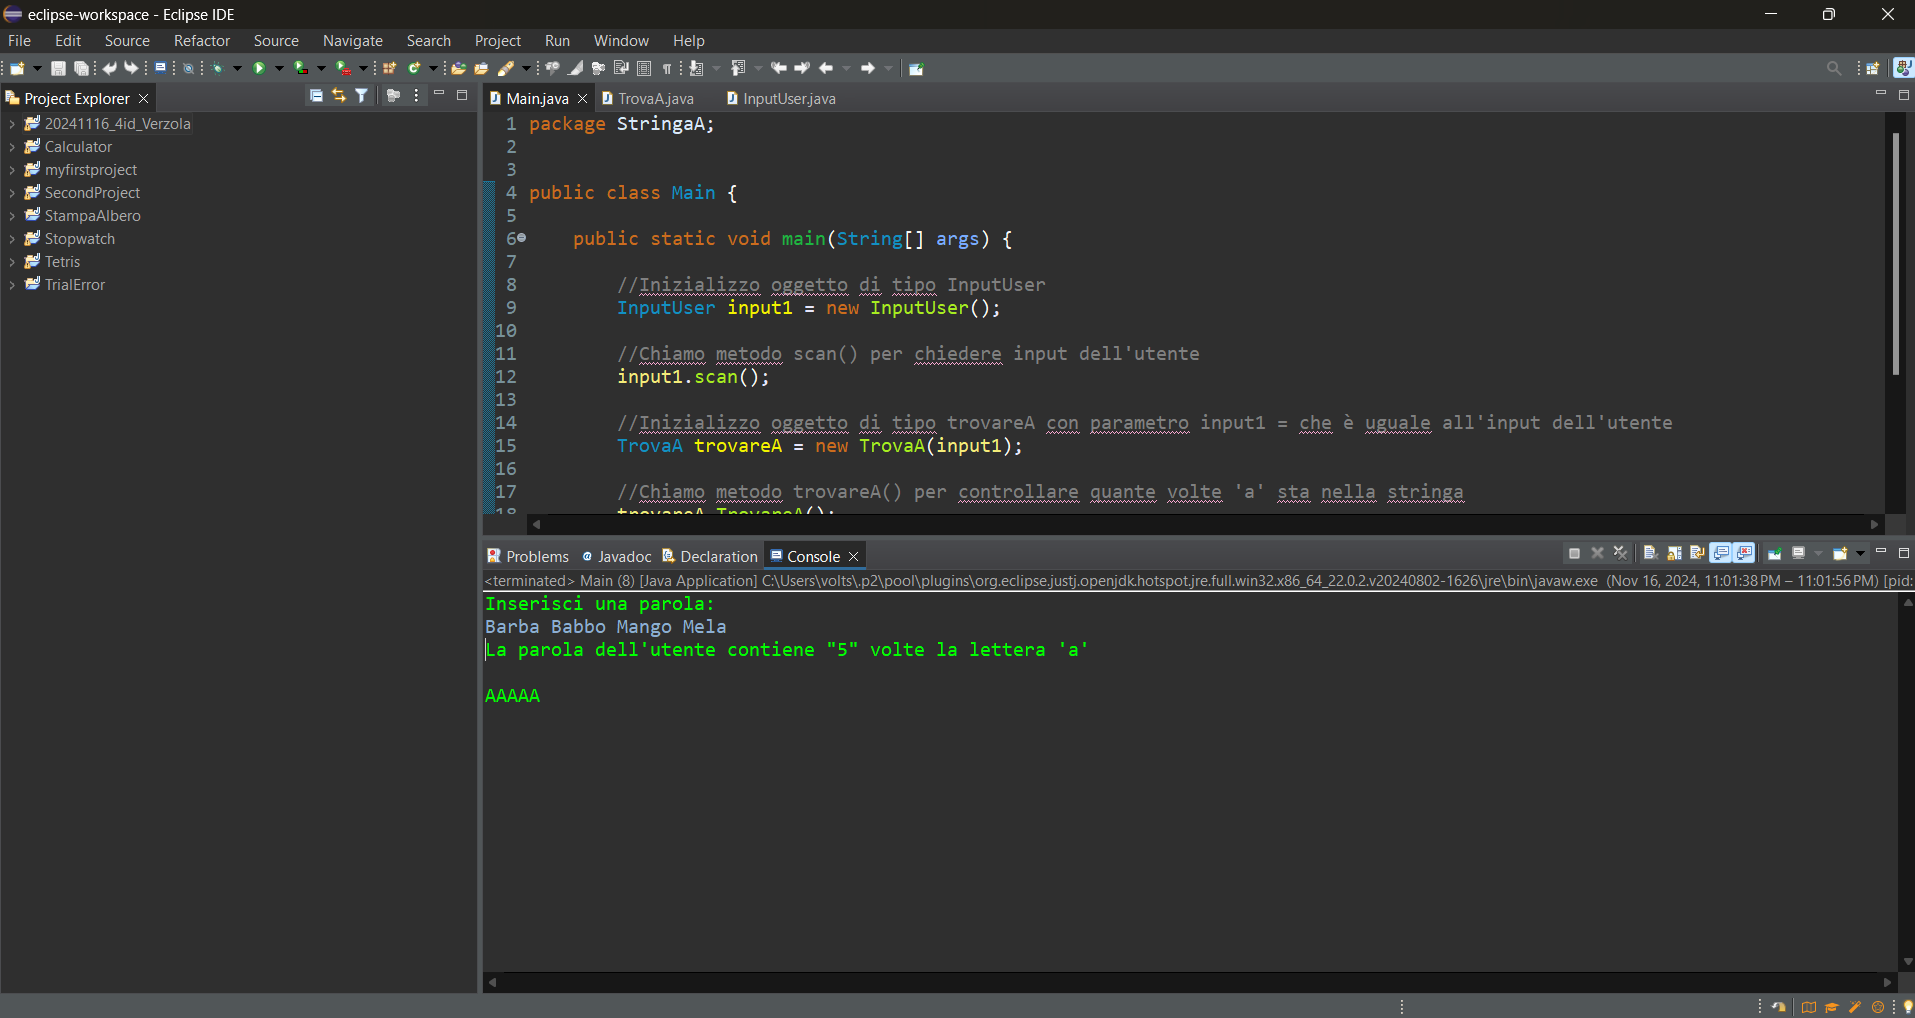 eclipse-workspace - Eclipse IDE
File Edit Source Refactor Source Navigate Search Project Run Window Help
Project Explorer
20241116_4id_Verzola
Calculator
myfirstproject
SecondProject
StampaAlbero
Stopwatch
Tetris
TrialError
Main.java TrovaA.java InputUser.java
1 package StringaA;
2
3
4 public class Main {
5
6 public static void main(String[] args) {
7
8 //Inizializzo oggetto di tipo InputUser
9 InputUser input1 = new InputUser();
10
11 //Chiamo metodo scan() per chiedere input dell'utente
12 input1.scan();
13
14 //Inizializzo oggetto di tipo trovareA con parametro input1 = che è uguale all'input dell'utente
15 TrovaA trovareA = new TrovaA(input1);
16
17 //Chiamo metodo trovareA() per controllare quante volte 'a' sta nella stringa
18 trovareA.TrovareA();
Problems Javadoc Declaration Console
<terminated> Main (8) [Java Application] C:\Users\volts\.p2\pool\plugins\org.eclipse.justj.openjdk.hotspot.jre.full.win32.x86_64_22.0.2.v20240802-1626\jre\bin\javaw.exe (Nov 16, 2024, 11:01:38 PM – 11:01:56 PM) [pid:
Inserisci una parola:
Barba Babbo Mango Mela
La parola dell'utente contiene "5" volte la lettera 'a'
AAAAA